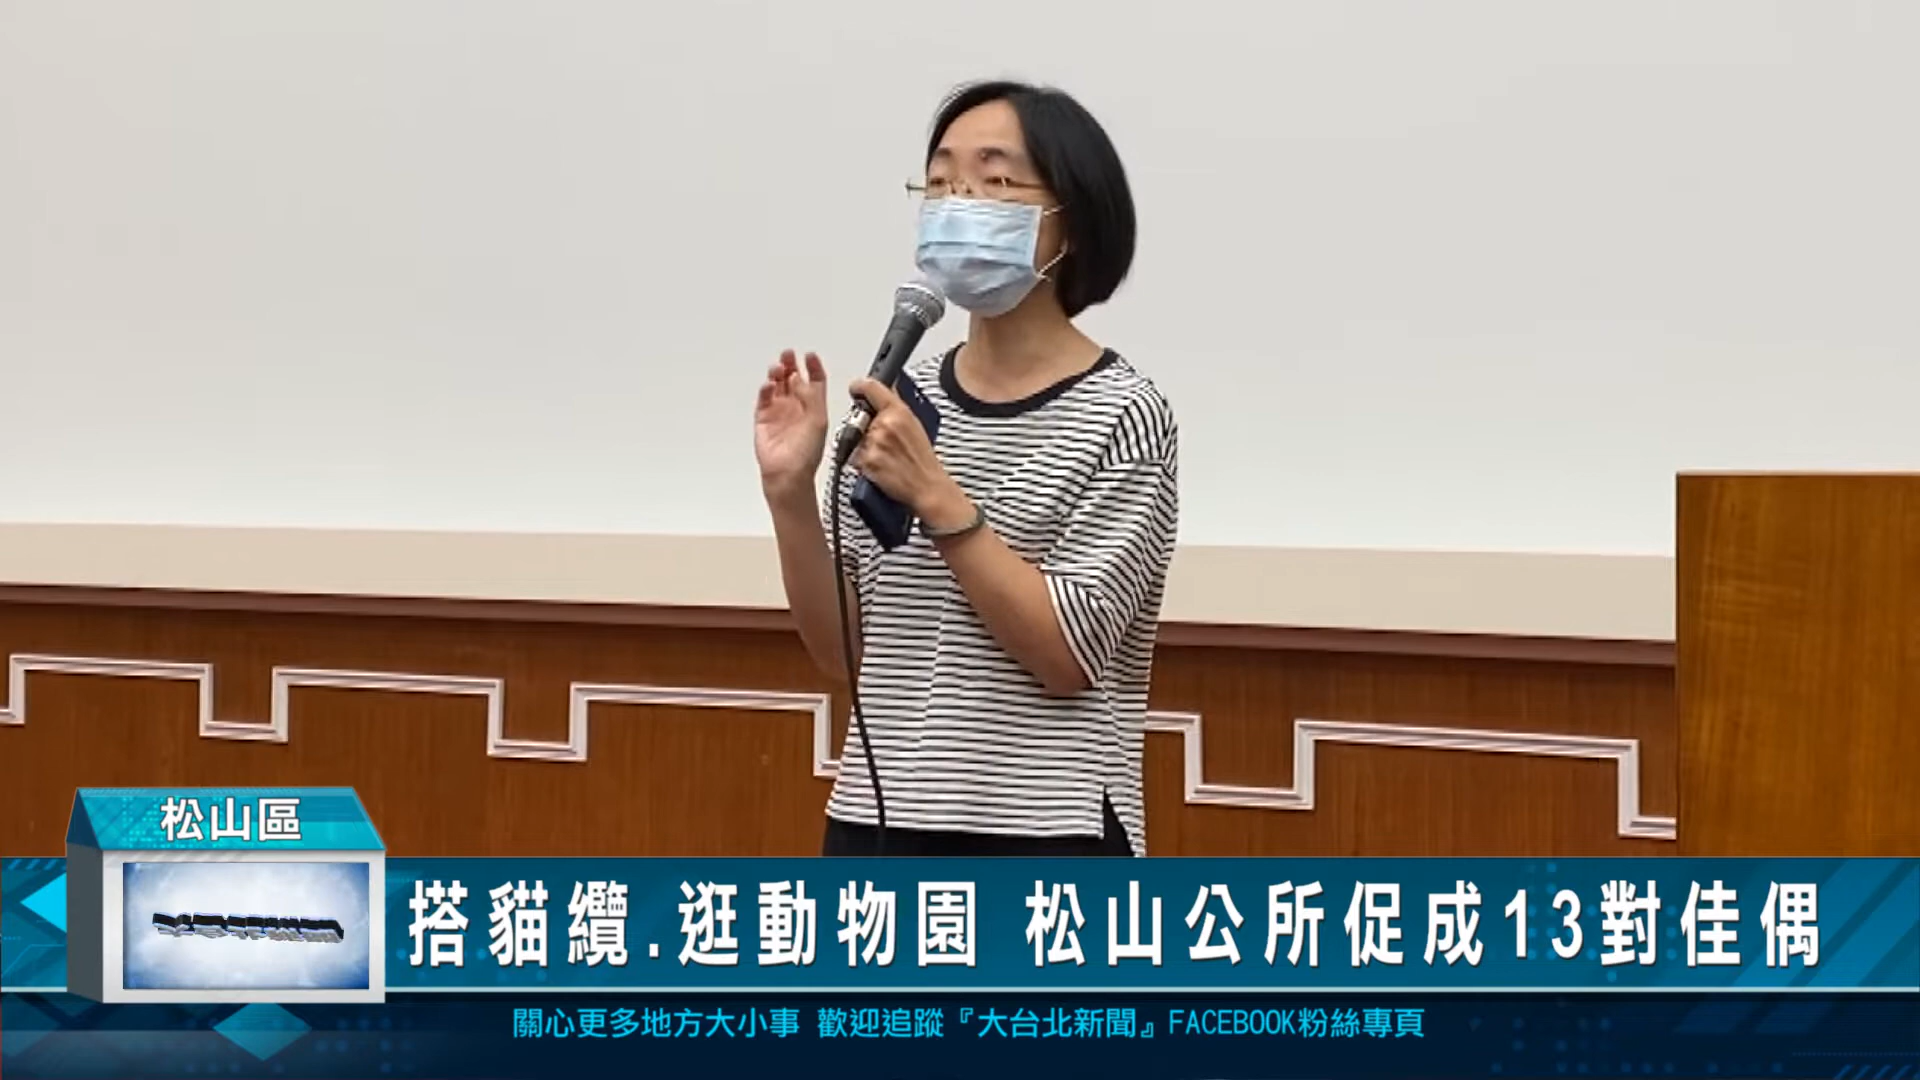 松山區
搭貓纜.逛動物園 松山公所促成13對佳偶
關心更多地方大小事 歡迎追蹤『大台北新聞』FACEBOOK粉絲專頁